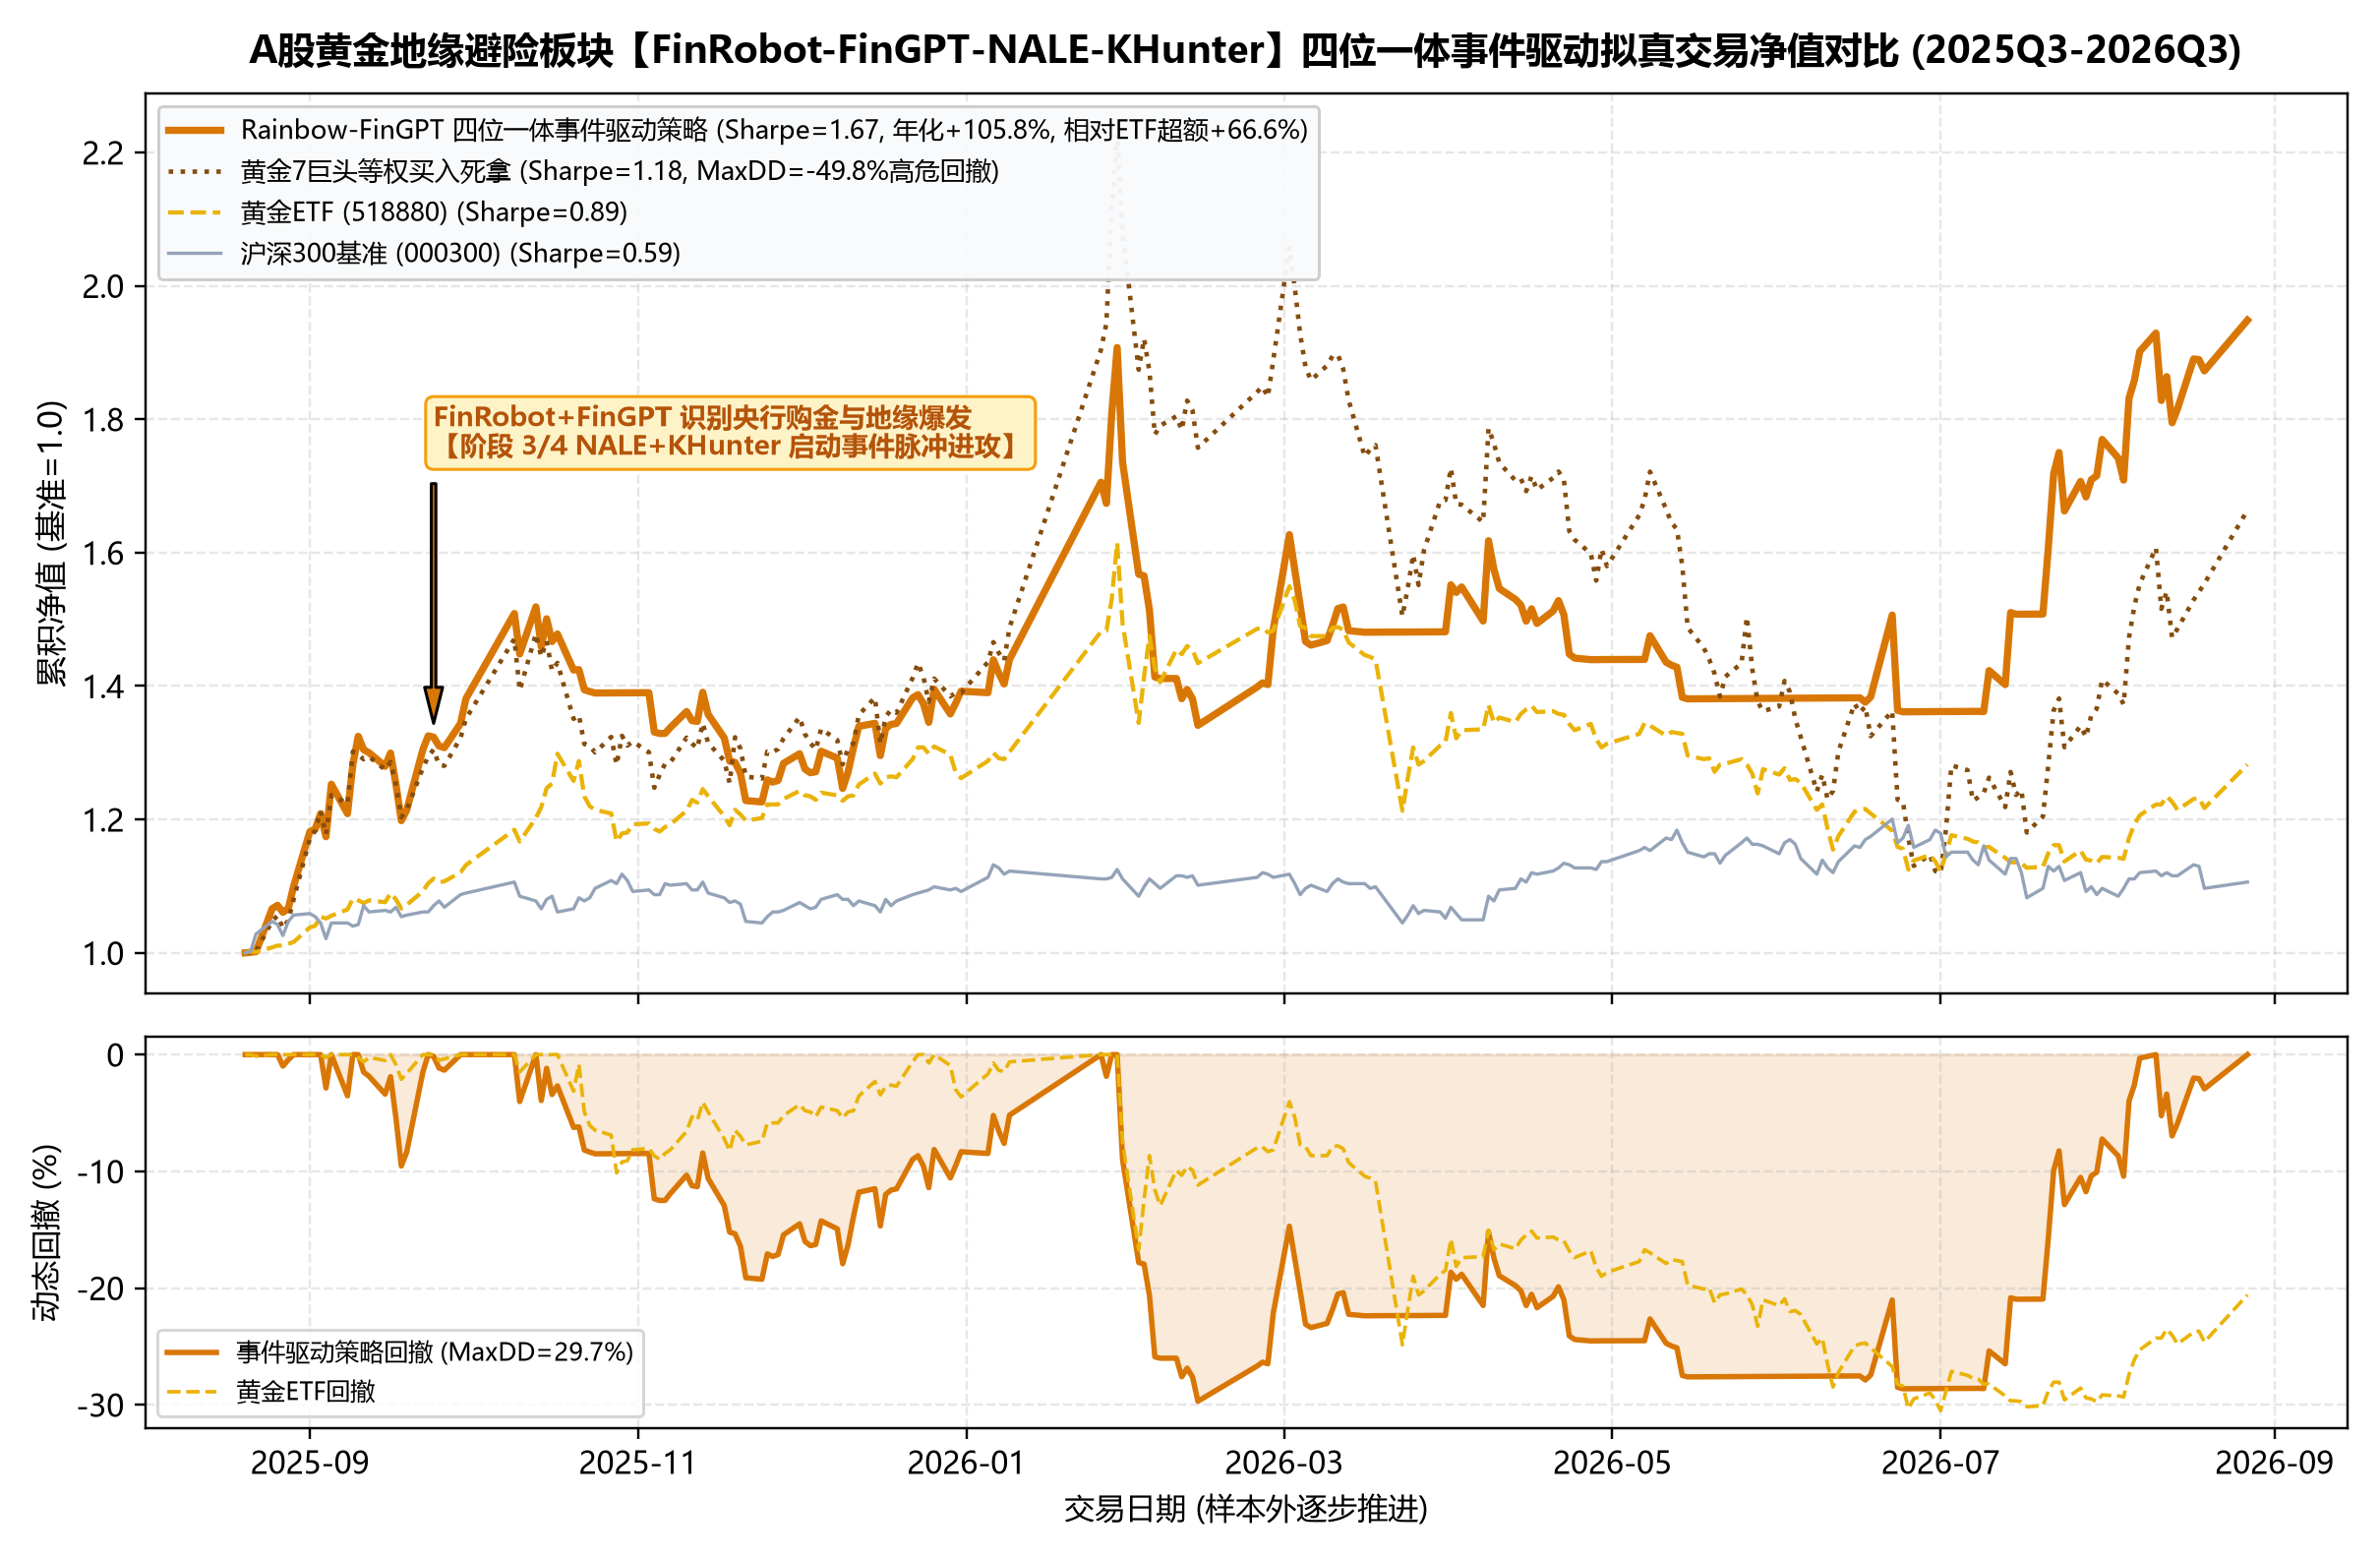 A股黄金地缘避险板块【FinRobot-FinGPT-NALE-KHunter】四位一体事件驱动拟真交易净值对比 (2025Q3-2026Q3)
Rainbow-FinGPT 四位一体事件驱动策略 (Sharpe=1.67, 年化+105.8%, 相对ETF超额+66.6%)
黄金7巨头等权买入死拿 (Sharpe=1.18, MaxDD=-49.8%高危回撤)
黄金ETF (518880) (Sharpe=0.89)
沪深300基准 (000300) (Sharpe=0.59)
FinRobot+FinGPT 识别央行购金与地缘爆发
【阶段 3/4 NALE+KHunter 启动事件脉冲进攻】
累积净值 (基准=1.0)
2.2
2.0
1.8
1.6
1.4
1.2
1.0
动态回撤 (%)
0
-10
-20
-30
事件驱动策略回撤 (MaxDD=29.7%)
黄金ETF回撤
2025-09
2025-11
2026-01
2026-03
2026-05
2026-07
2026-09
交易日期 (样本外逐步推进)